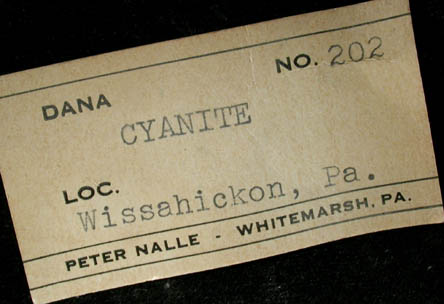 DANA NO. 202
CYANITE
LOC.
Wissahickon, Pa.
PETER NALLE - WHITEMARSH, PA.